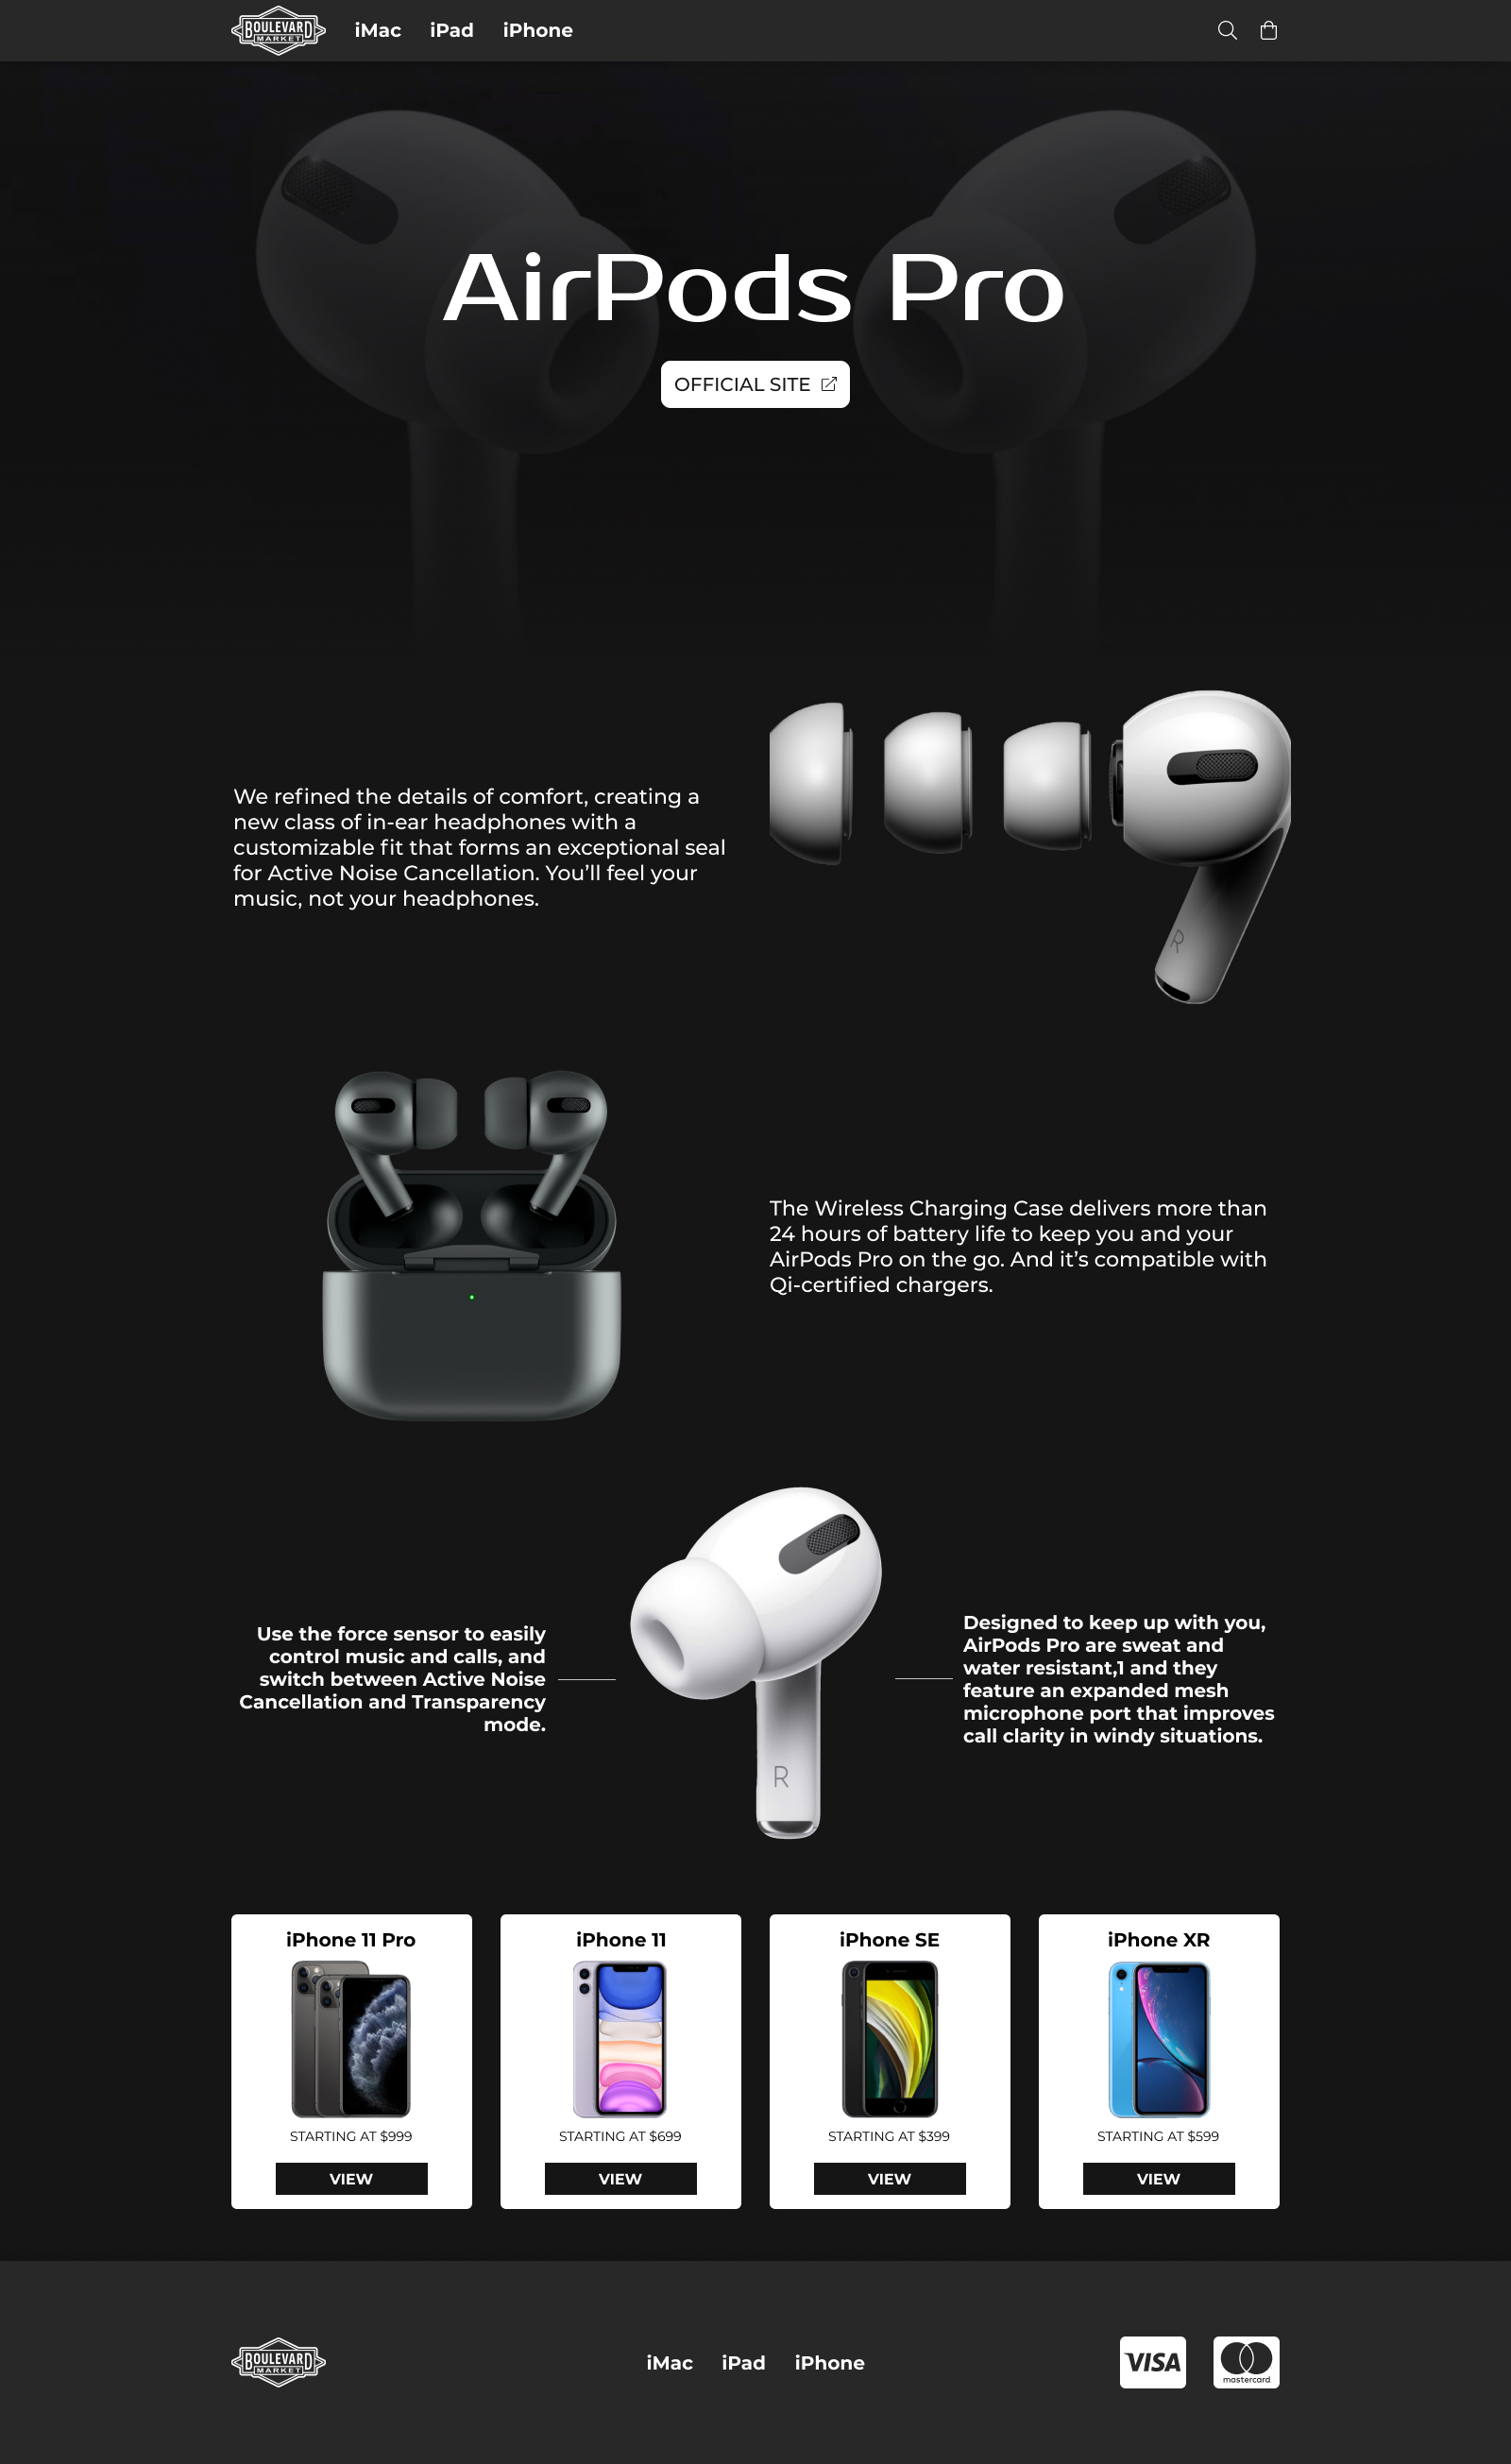 BOULEVARD
MARKET
iMac iPad iPhone
AirPods Pro
OFFICIAL SITE
We refined the details of comfort, creating a
new class of in-ear headphones with a
customizable fit that forms an exceptional seal
for Active Noise Cancellation. You’ll feel your
music, not your headphones.
R
The Wireless Charging Case delivers more than
24 hours of battery life to keep you and your
AirPods Pro on the go. And it’s compatible with
Qi-certified chargers.
Use the force sensor to easily
control music and calls, and
switch between Active Noise
Cancellation and Transparency
mode.
R
Designed to keep up with you,
AirPods Pro are sweat and
water resistant,1 and they
feature an expanded mesh
microphone port that improves
call clarity in windy situations.
iPhone 11 Pro
STARTING AT $999
VIEW
iPhone 11
STARTING AT $699
VIEW
iPhone SE
STARTING AT $399
VIEW
iPhone XR
STARTING AT $599
VIEW
BOULEVARD
MARKET
iMac iPad iPhone
VISA
mastercard